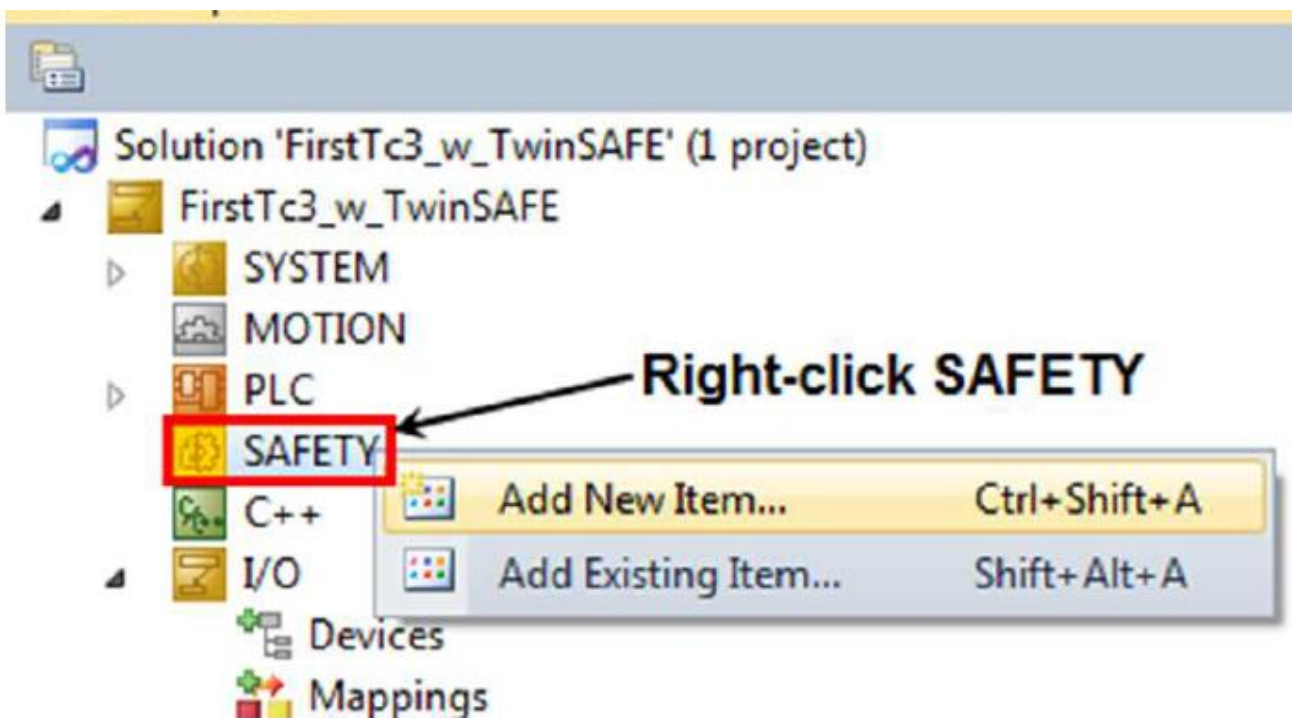 Solution 'FirstTc3_w_TwinSAFE' (1 project)
FirstTc3_w_TwinSAFE
SYSTEM
MOTION
PLC
Right-click SAFETY
SAFETY
Add New Item... Ctrl+Shift+A
C++
Add Existing Item... Shift+Alt+A
I/O
Devices
Mappings